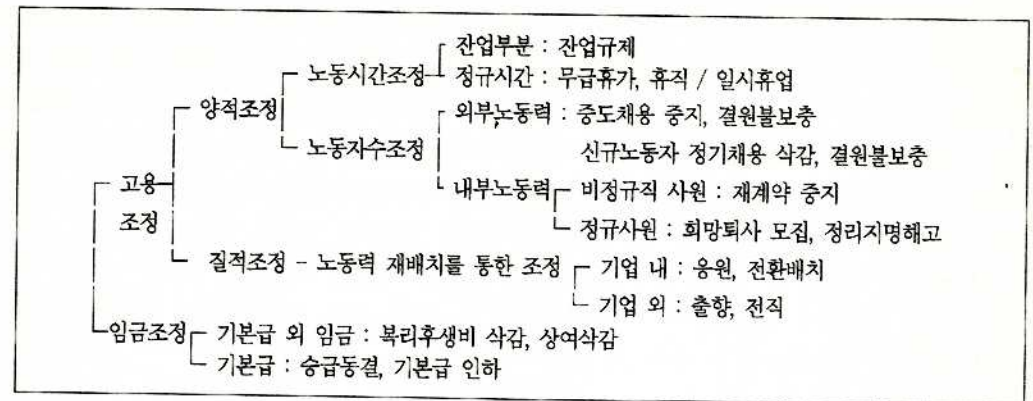 잔업부분 : 잔업규제
노동시간조정 정규시간 : 무급휴가, 휴직 / 일시휴업
양적조정 외부노동력 : 중도채용 중지, 결원불보충
노동자수조정 신규노동자 정기채용 삭감, 결원불보충
고용 내부노동력 비정규직 사원 : 재계약 중지
조정 정규사원 : 희망퇴사 모집, 정리지명해고
질적조정 - 노동력 재배치를 통한 조정 기업 내 : 응원, 전환배치
기업 외 : 출향, 전직
임금조정 기본급 외 임금 : 복리후생비 삭감, 상여삭감
기본급 : 승급동결, 기본급 인하